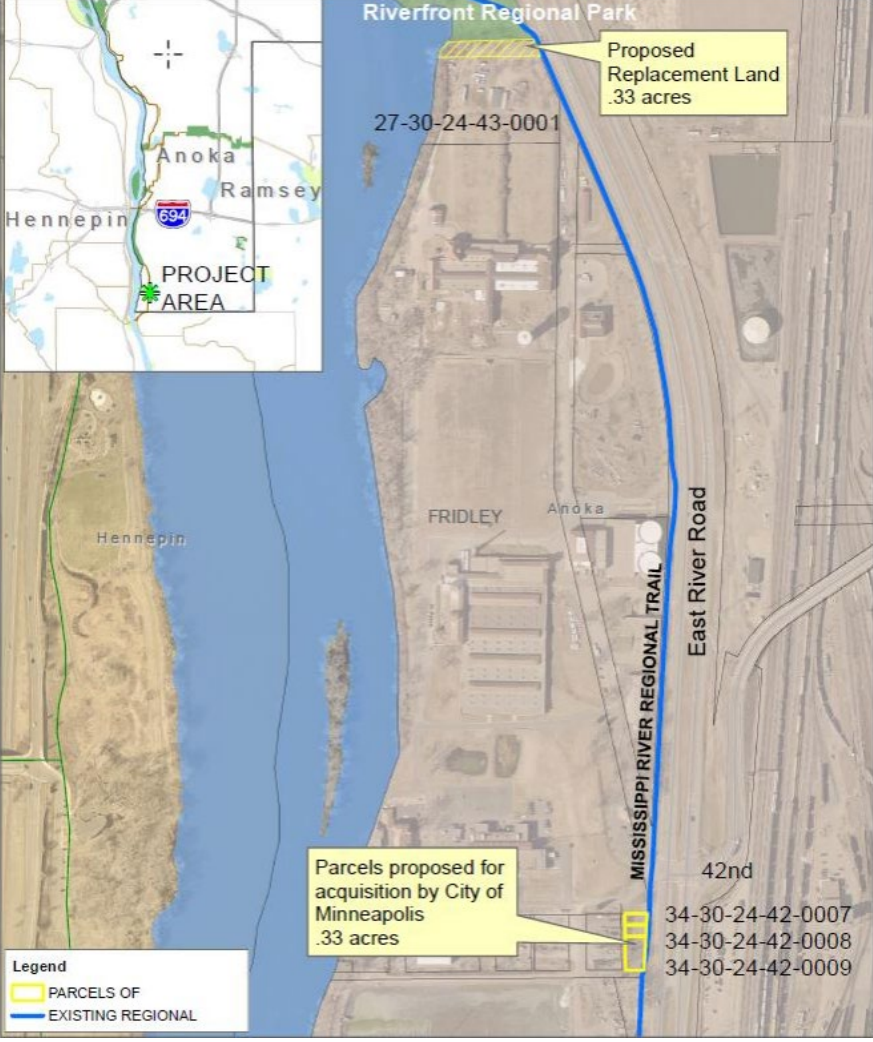 Riverfront Regional Park
Proposed
Replacement Land
.33 acres
27-30-24-43-0001
Anoka
Ramsey
Hennepin
694
PROJECT
AREA
Hennepin
FRIDLEY
Anoka
East River Road
MISSISSIPPI RIVER REGIONAL TRAIL
Parcels proposed for
acquisition by City of
Minneapolis
.33 acres
42nd
34-30-24-42-0007
34-30-24-42-0008
34-30-24-42-0009
Legend
PARCELS OF
EXISTING REGIONAL